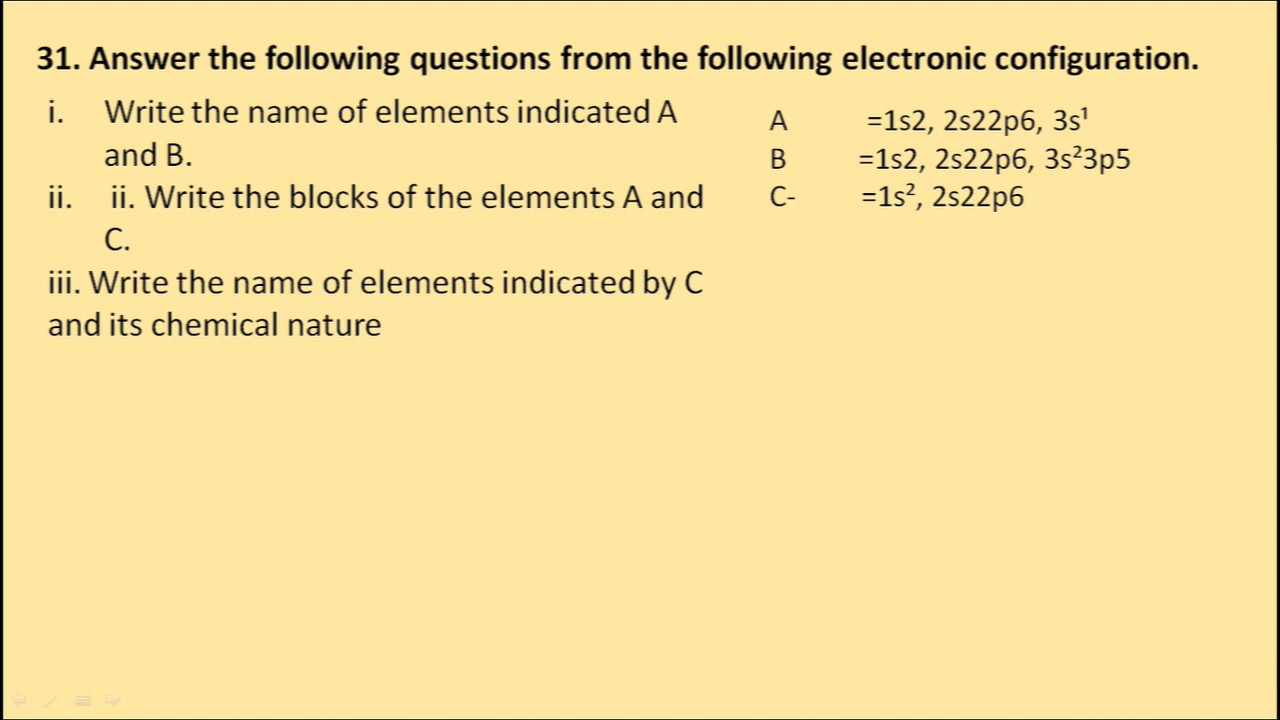 31. Answer the following questions from the following electronic configuration.
i. Write the name of elements indicated A
and B.
ii. ii. Write the blocks of the elements A and
C.
iii. Write the name of elements indicated by C
and its chemical nature
A =1s2, 2s22p6, 3s¹
B =1s2, 2s22p6, 3s²3p5
C- =1s², 2s22p6